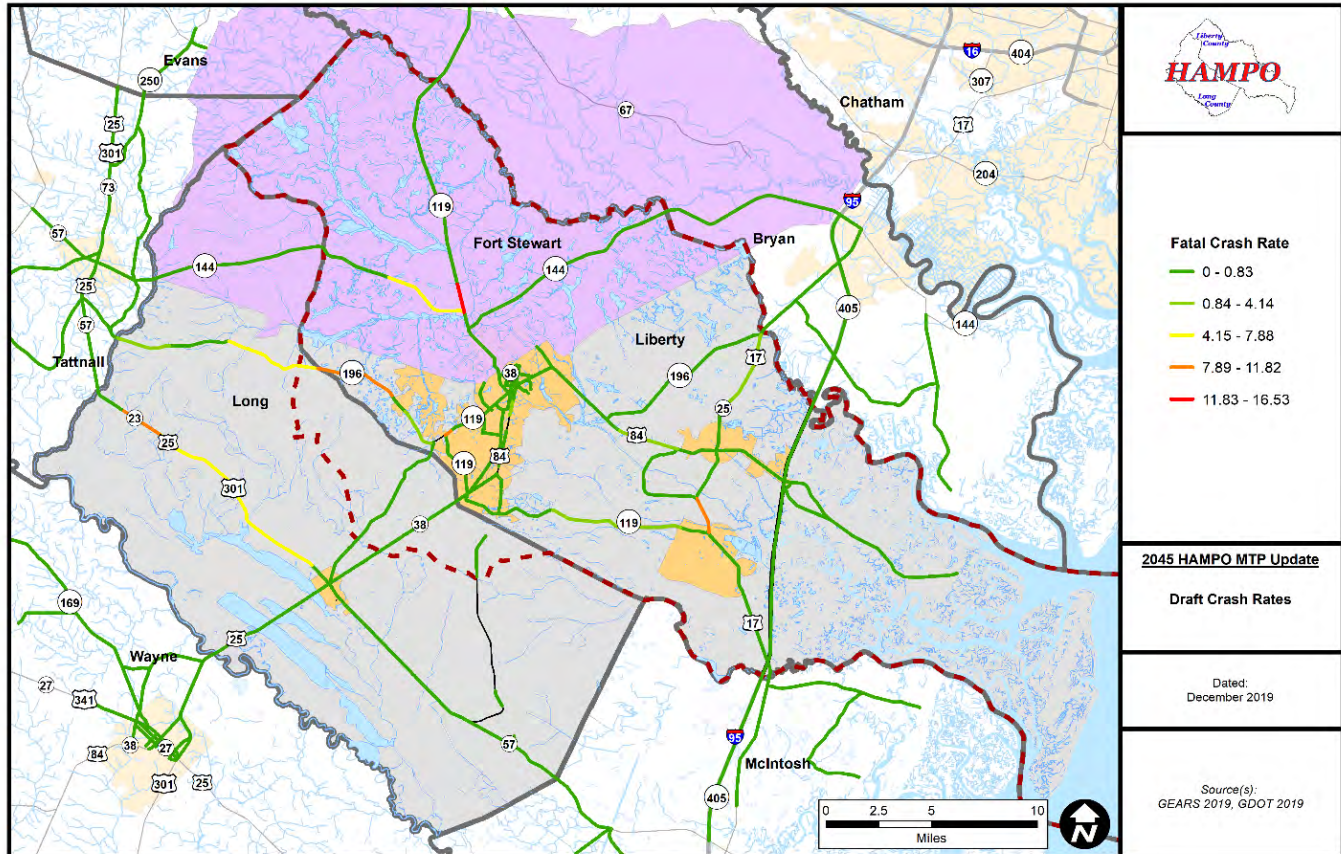 Evans
250
25
301
73
57
25
57
Tattnall
144
196
23
25
301
Long
119
Fort Stewart
144
67
16
404
307
Chatham
17
204
95
Bryan
405
144
Liberty
17
196
25
38
119
84
119
84
38
119
17
169
25
Wayne
27
341
38
27
84
301
25
57
95
McIntosh
405
0 2.5 5 10
Miles
N
Liberty
County
HAMPO
Long
County
Fatal Crash Rate
0 - 0.83
0.84 - 4.14
4.15 - 7.88
7.89 - 11.82
11.83 - 16.53
2045 HAMPO MTP Update
Draft Crash Rates
Dated:
December 2019
Source(s):
GEARS 2019, GDOT 2019